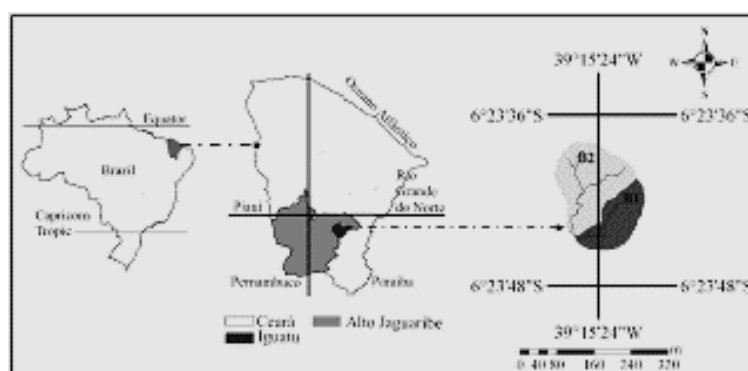 Equator
Brazil
Capricorn
Tropic
Oceano Atlântico
Piauí
Rio
Grande
do Norte
Pernambuco
Paraíba
Ceará
Alto Jaguaribe
Iguatu
N
W
E
S
39°15'24"W
6°23'36"S
6°23'36"S
B2
B1
6°23'48"S
6°23'48"S
39°15'24"W
m
0 40 80 160 240 320